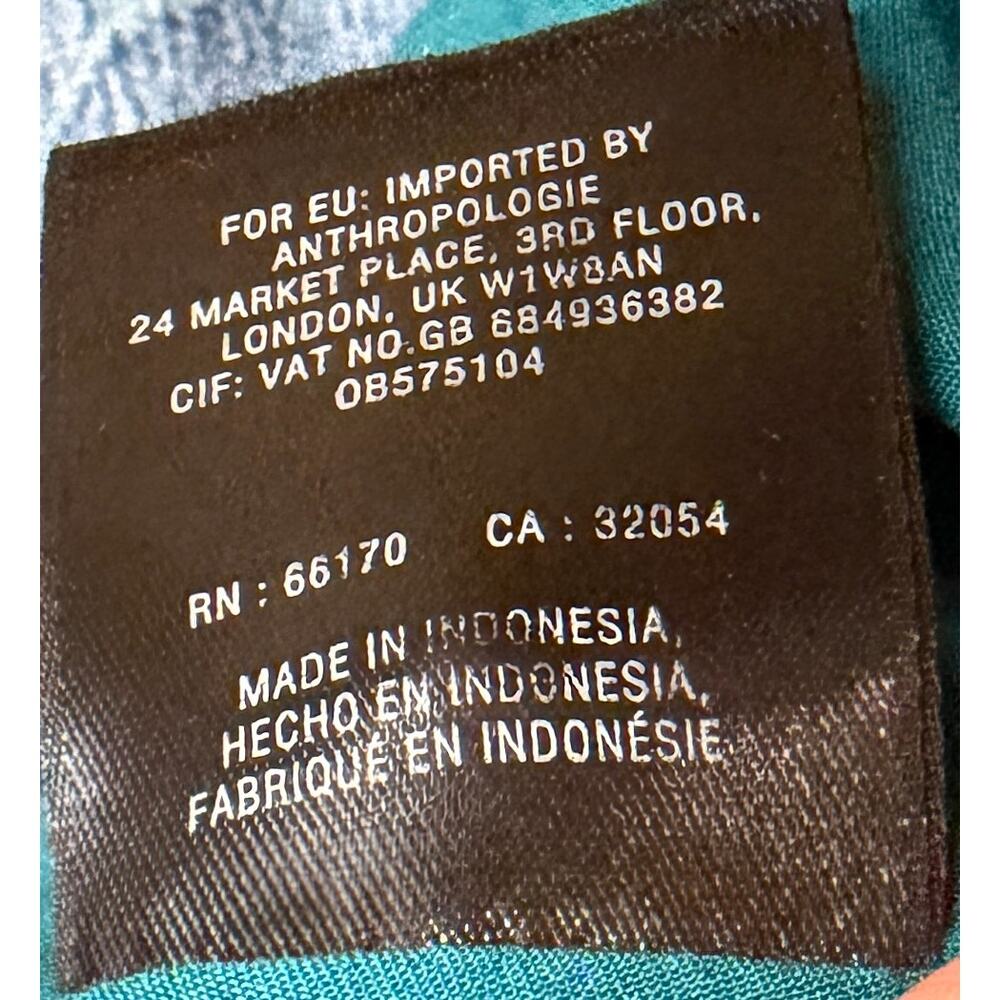 FOR EU: IMPORTED BY
ANTHROPOLOGIE
24 MARKET PLACE, 3RD FLOOR,
LONDON, UK W1W8AN
CIF: VAT NO.GB 684936382
OB575104
RN : 66170 CA : 32054
MADE IN INDONESIA,
HECHO EN INDONESIA,
FABRIQUÉ EN INDONÉSIE